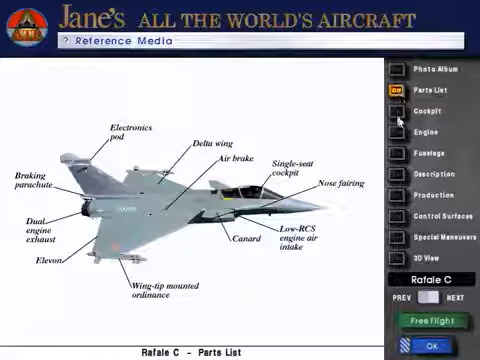 Jane's ALL THE WORLD'S AIRCRAFT
ATF
? Reference Media
Photo Album
On Parts List
Cockpit
Engine
Fuselage
Description
Production
Control Surfaces
Special Maneuvers
3D View
Rafale C
PREV NEXT
Free Flight
OK
Electronics
pod
Delta wing
Air brake
Single-seat
cockpit
Nose fairing
Braking
parachute
Dual
engine
exhaust
Elevon
Canard
Low-RCS
engine air
intake
Wing-tip mounted
ordinance
Rafale C - Parts List